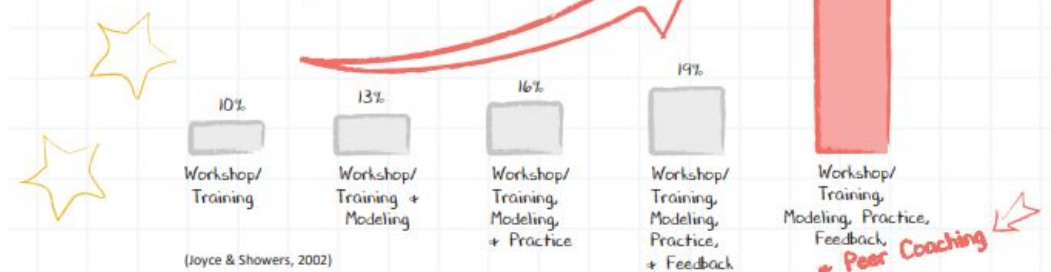 10%
13%
16%
19%
Workshop/
Training
Workshop/
Training +
Modeling
Workshop/
Training,
Modeling,
+ Practice
Workshop/
Training,
Modeling,
Practice,
+ Feedback
Workshop/
Training,
Modeling, Practice,
Feedback,
+ Peer Coaching
(Joyce & Showers, 2002)